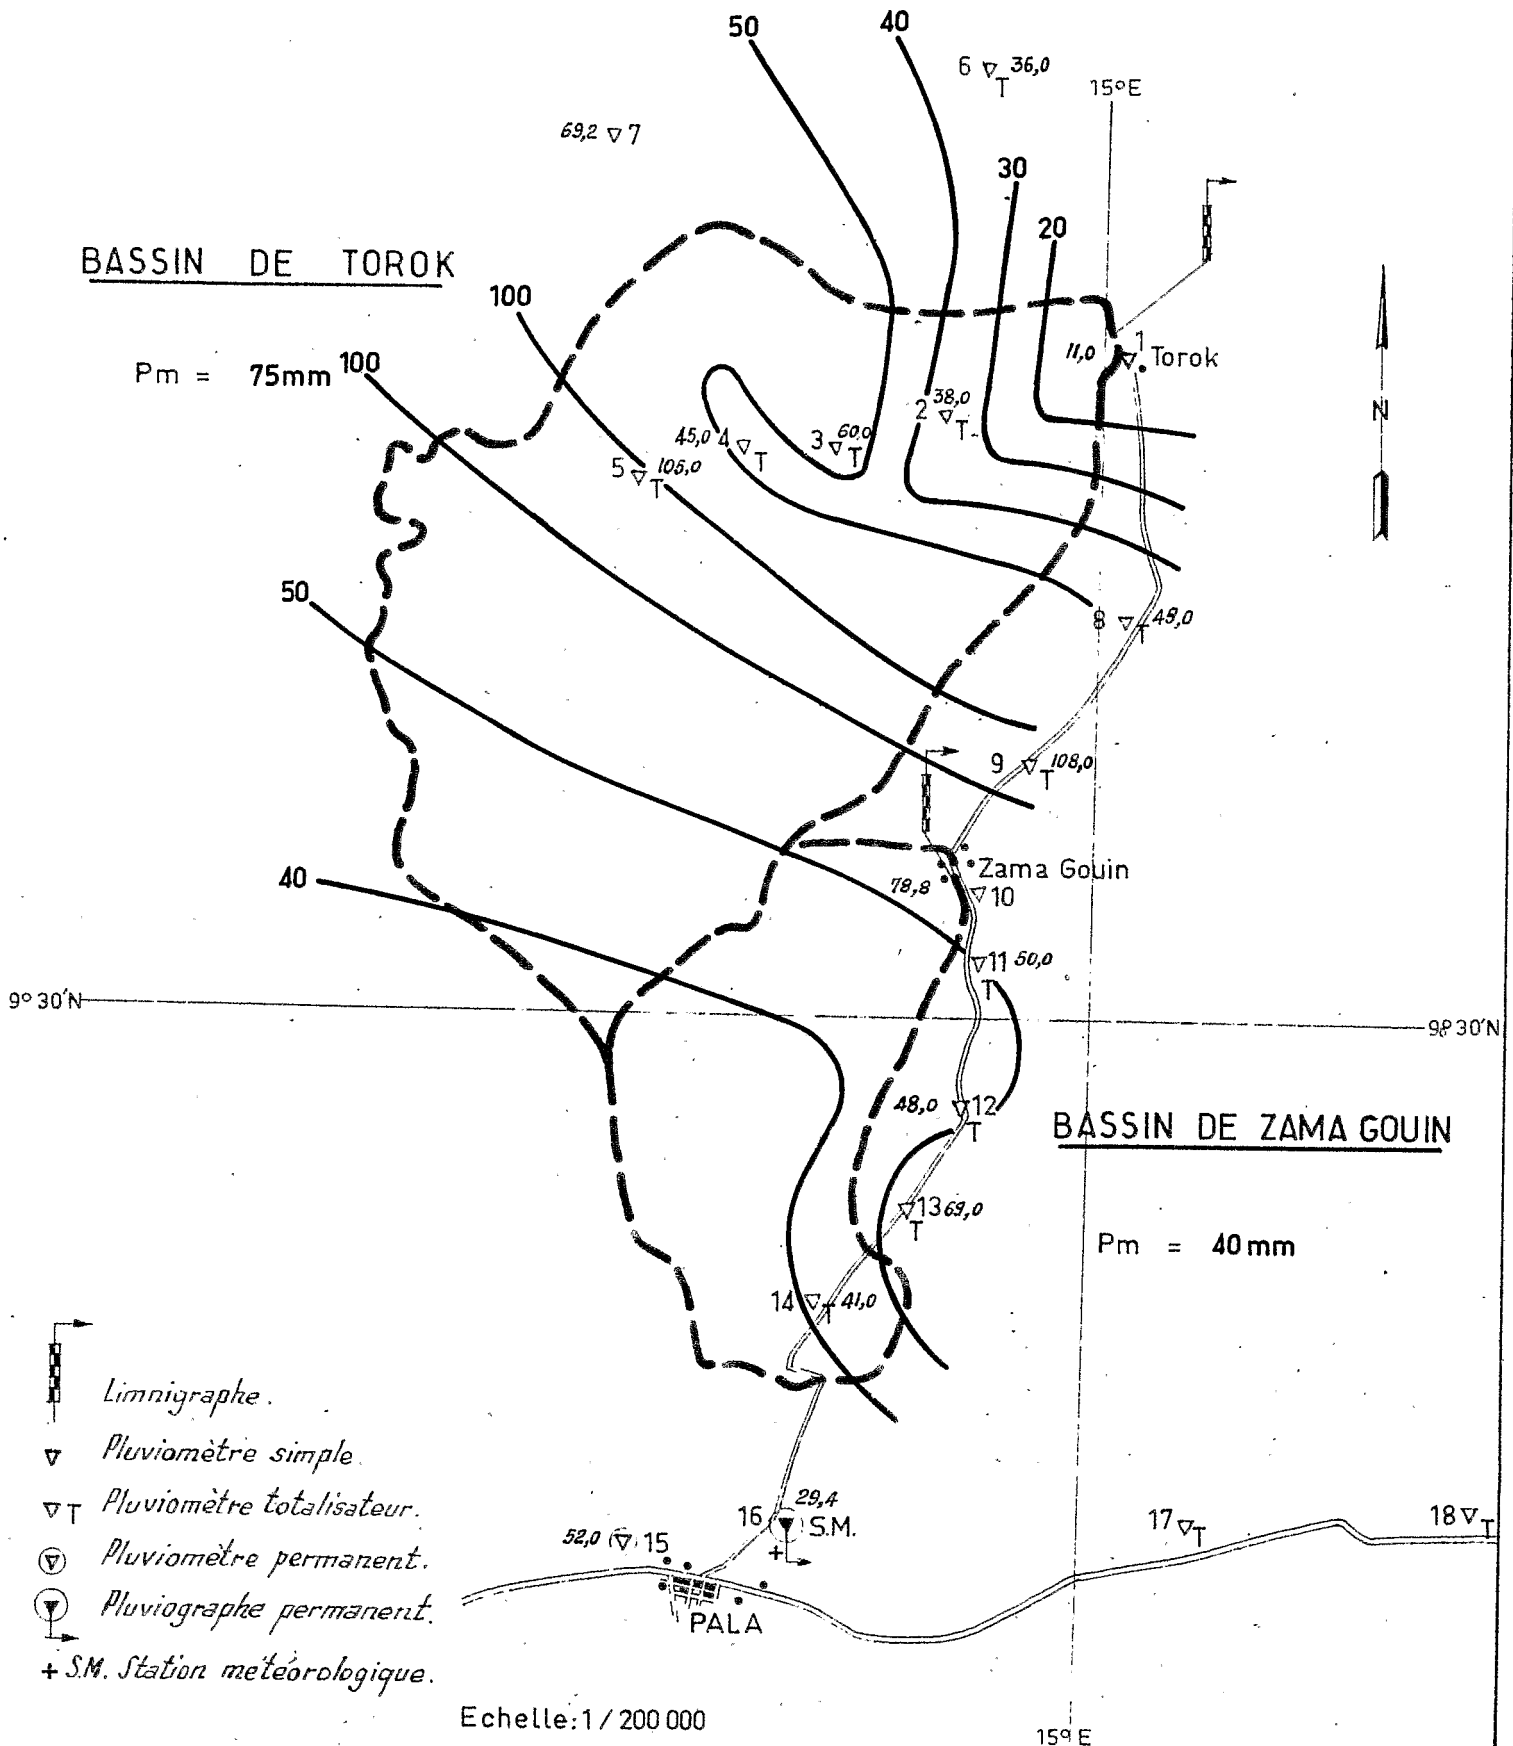 50
40
6 T 36,0
15°E
69,2 7
30
20
BASSIN DE TOROK
100
11,0 1 Torok
Pm = 75mm
100
2 38,0 T
N
45,0 4 T
3 60,0 T
5 T 105,0
50
8 T 49,0
9 T 108,0
Zama Gouin
78,8 10
40
11 50,0 T
9°30'N
9°30'N
48,0 12 T
BASSIN DE ZAMA GOUIN
13 69,0 T
Pm = 40mm
14 T 41,0
Limnigraphe.
Pluviomètre simple.
T Pluviomètre totalisateur.
Pluviomètre permanent.
Pluviographe permanent.
+ S.M. Station météorologique.
29,4
16 S.M.
+
52,0 15
17 T
18 T
PALA
Echelle: 1/200 000
15°E